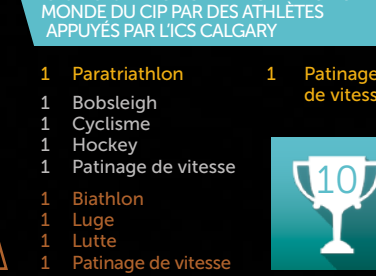 MONDE DU CIP PAR DES ATHLÈTES
APPUYÉS PAR L'ICS CALGARY
1 Paratriathlon
1 Bobsleigh
1 Cyclisme
1 Hockey
1 Patinage de vitesse
1 Biathlon
1 Luge
1 Lutte
1 Patinage de vitesse
1 Patinage
de
10